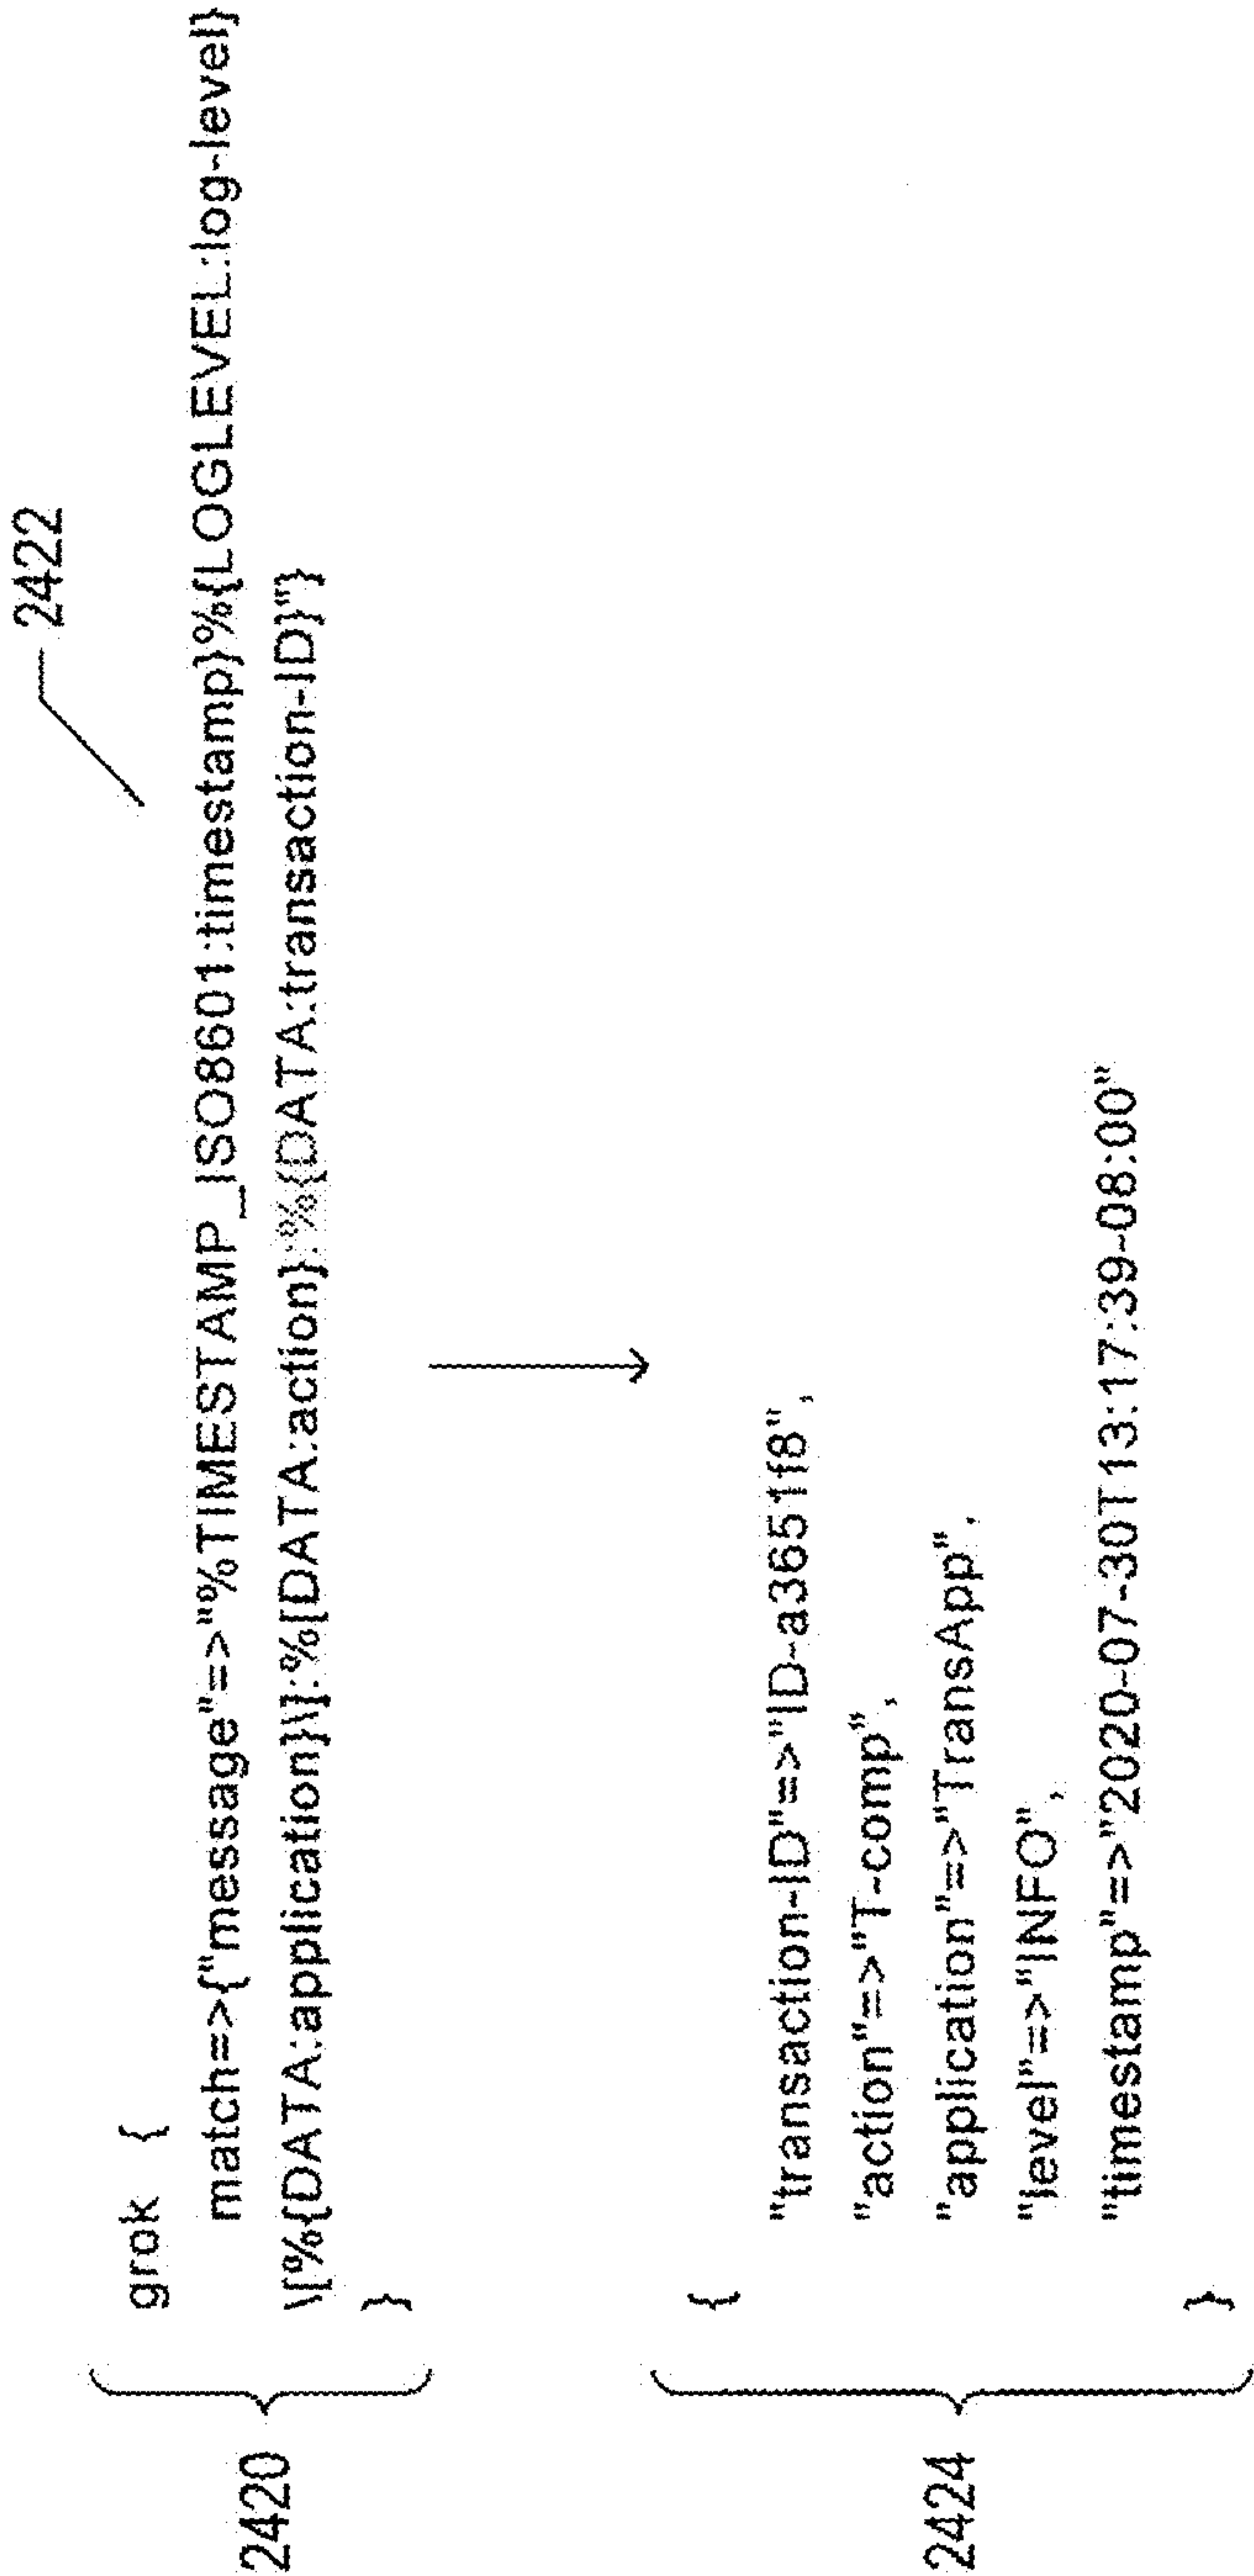 2422
grok {
match=>{"message"=>"%TIMESTAMP_ISO8601:timestamp}%{LOGLEVEL:log-level}
\[%{DATA:application}\]:%[DATA:action}:%{DATA:transaction-ID}"}
}
2420
{
"transaction-ID"=>"ID-a3651f8",
"action"=>"T-comp",
"application"=>"TransApp",
"level"=>"INFO",
"timestamp"=>"2020-07-30T13:17:39-08:00"
}
2424